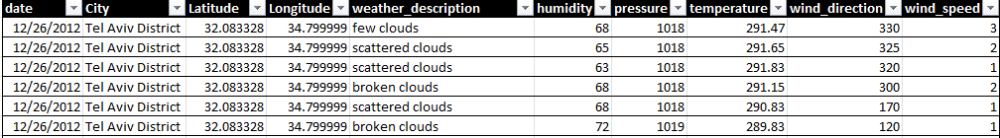 date City Latitude Longitude weather_description humidity pressure temperature wind_direction wind_speed
12/26/2012 Tel Aviv District 32.083328 34.799999 few clouds 68 1018 291.47 330 3
12/26/2012 Tel Aviv District 32.083328 34.799999 scattered clouds 65 1018 291.65 325 2
12/26/2012 Tel Aviv District 32.083328 34.799999 scattered clouds 63 1018 291.83 320 1
12/26/2012 Tel Aviv District 32.083328 34.799999 broken clouds 68 1018 291.15 300 2
12/26/2012 Tel Aviv District 32.083328 34.799999 scattered clouds 68 1018 290.83 170 1
12/26/2012 Tel Aviv District 32.083328 34.799999 broken clouds 72 1019 289.83 120 1